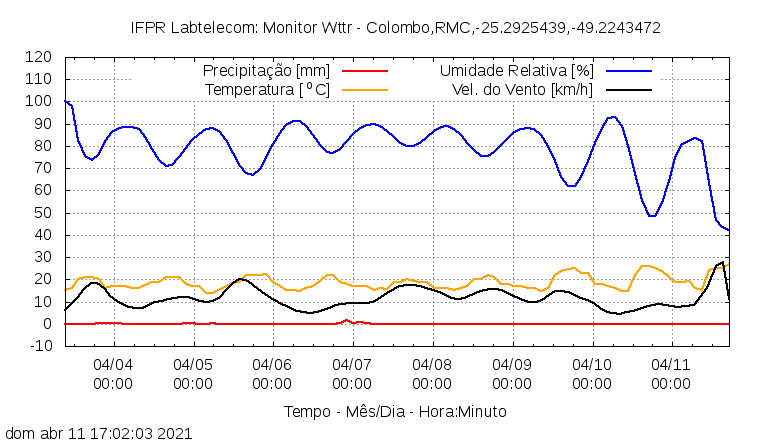 IFPR Labtelecom: Monitor Wttr - Colombo,RMC,-25.2925439,-49.2243472
Precipitação [mm]
Temperatura [ ⁰C]
Umidade Relativa [%]
Vel. do Vento [km/h]
120
110
100
90
80
70
60
50
40
30
20
10
0
-10
04/04 04/05 04/06 04/07 04/08 04/09 04/10 04/11
00:00 00:00 00:00 00:00 00:00 00:00 00:00 00:00
Tempo - Mês/Dia - Hora:Minuto
dom abr 11 17:02:03 2021